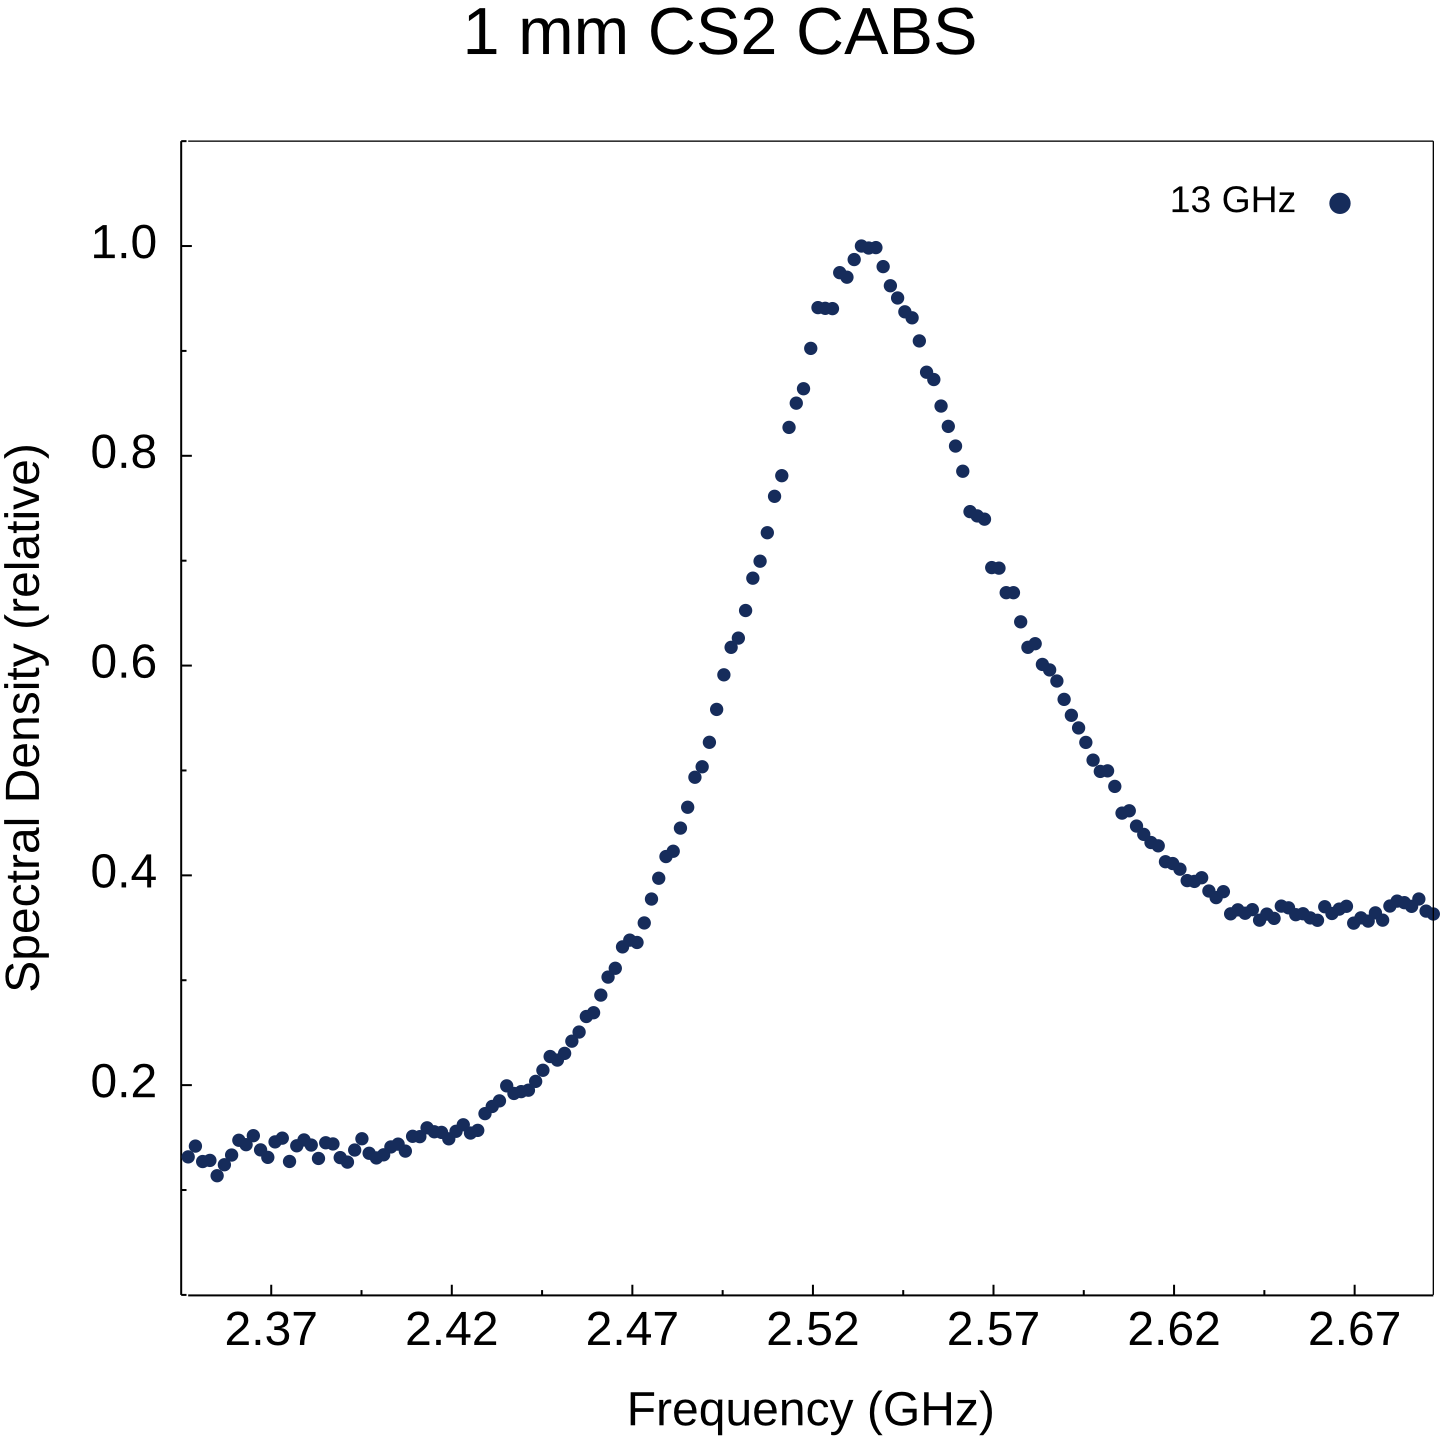 1 mm CS2 CABS
13 GHz
1.0
0.8
0.6
0.4
0.2
Spectral Density (relative)
2.37 2.42 2.47 2.52 2.57 2.62 2.67
Frequency (GHz)